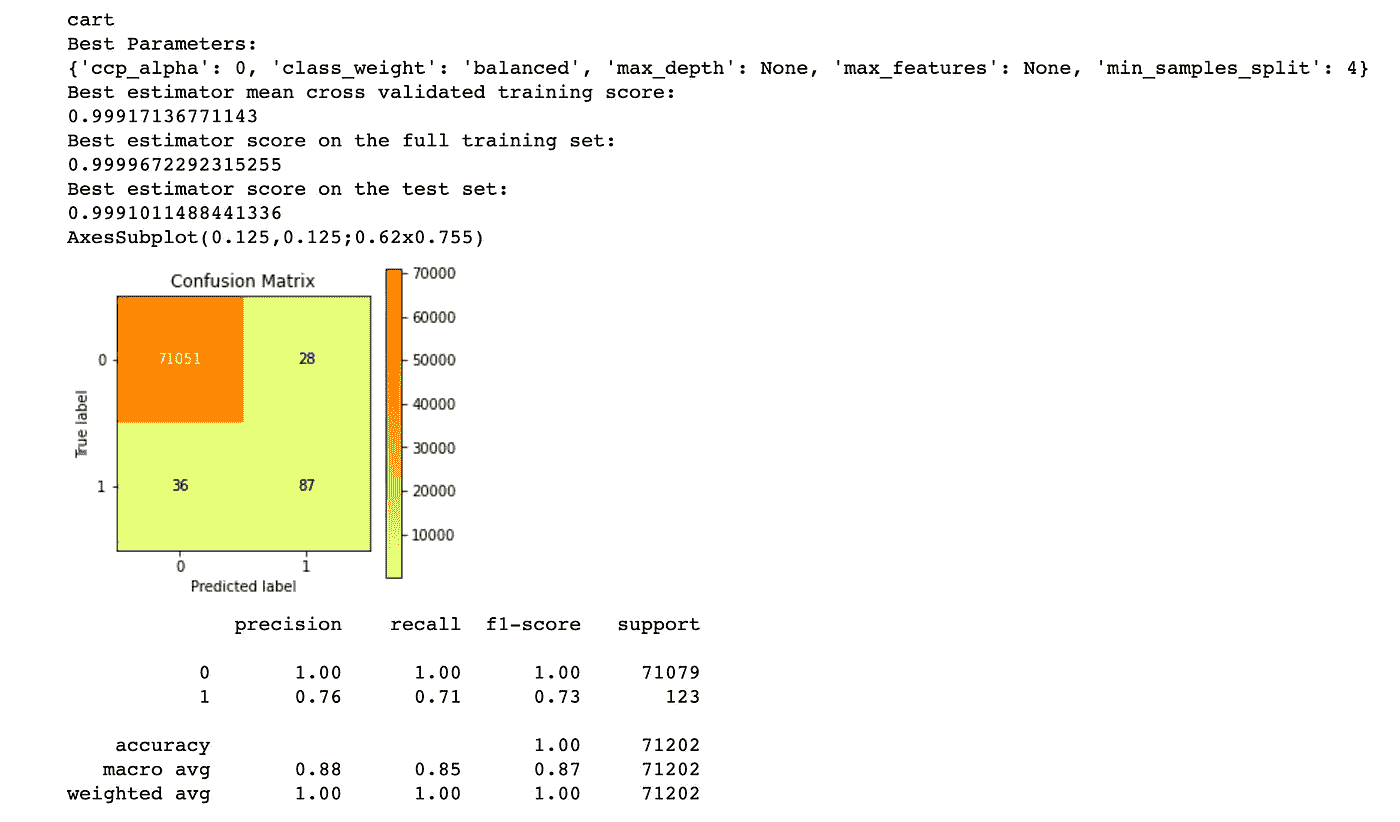 cart
Best Parameters:
{'ccp_alpha': 0, 'class_weight': 'balanced', 'max_depth': None, 'max_features': None, 'min_samples_split': 4}
Best estimator mean cross validated training score:
0.99917136771143
Best estimator score on the full training set:
0.9999672292315255
Best estimator score on the test set:
0.9991011488441336
AxesSubplot(0.125,0.125;0.62x0.755)
Confusion Matrix
70000
60000
50000
40000
30000
20000
10000
True label
0
71051 28
1
36 87
0 1
Predicted label
precision recall f1-score support
0 1.00 1.00 1.00 71079
1 0.76 0.71 0.73 123
accuracy 1.00 71202
macro avg 0.88 0.85 0.87 71202
weighted avg 1.00 1.00 1.00 71202